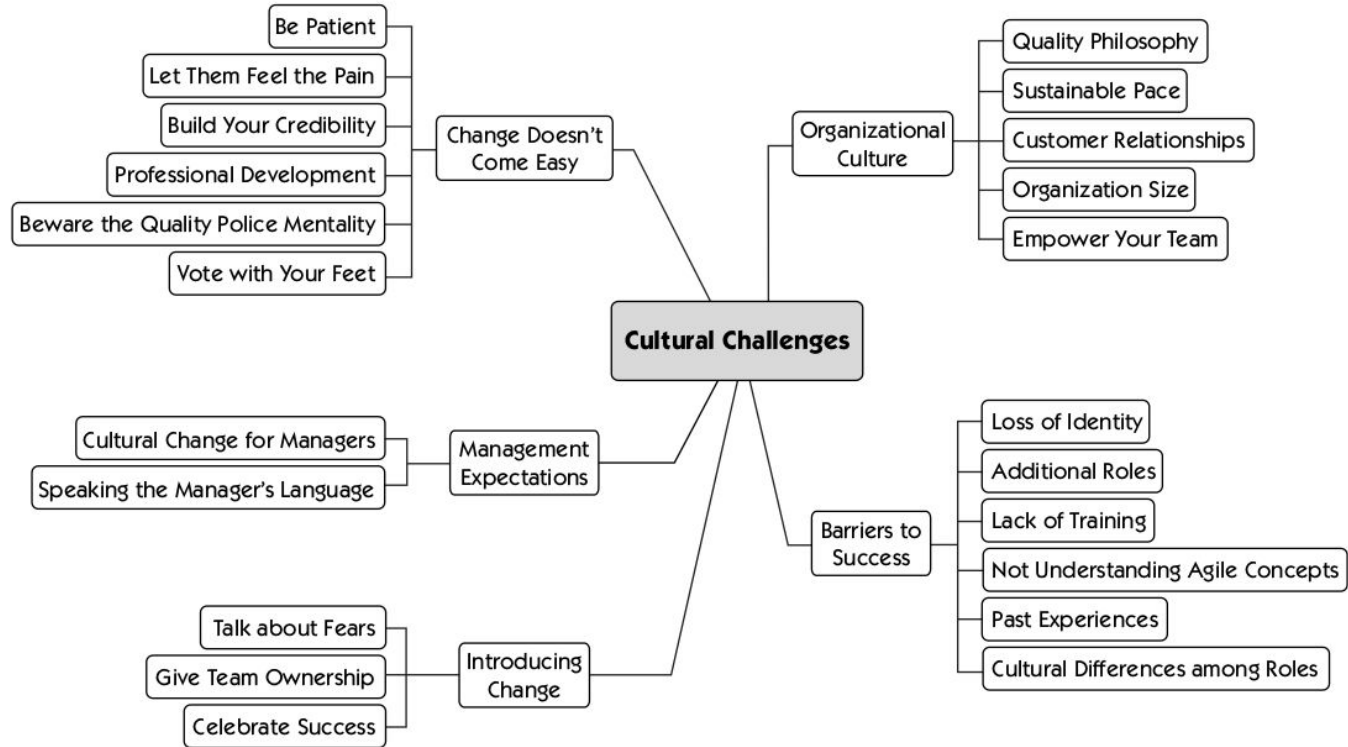 Be Patient
Let Them Feel the Pain
Build Your Credibility
Professional Development
Beware the Quality Police Mentality
Vote with Your Feet
Change Doesn't
Come Easy
Organizational
Culture
Quality Philosophy
Sustainable Pace
Customer Relationships
Organization Size
Empower Your Team
Cultural Challenges
Cultural Change for Managers
Speaking the Manager's Language
Management
Expectations
Barriers to
Success
Loss of Identity
Additional Roles
Lack of Training
Not Understanding Agile Concepts
Past Experiences
Cultural Differences among Roles
Talk about Fears
Give Team Ownership
Celebrate Success
Introducing
Change